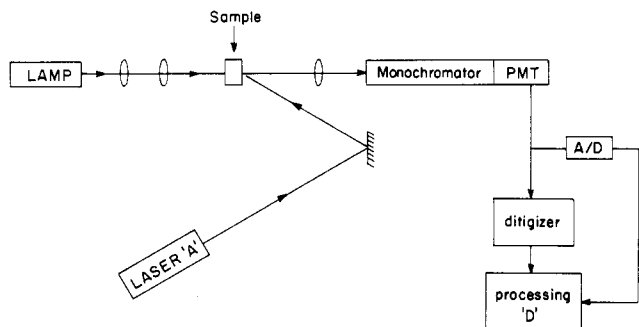 Sample
LAMP
Monochromator
PMT
A/D
ditigizer
LASER 'A'
processing
'D'